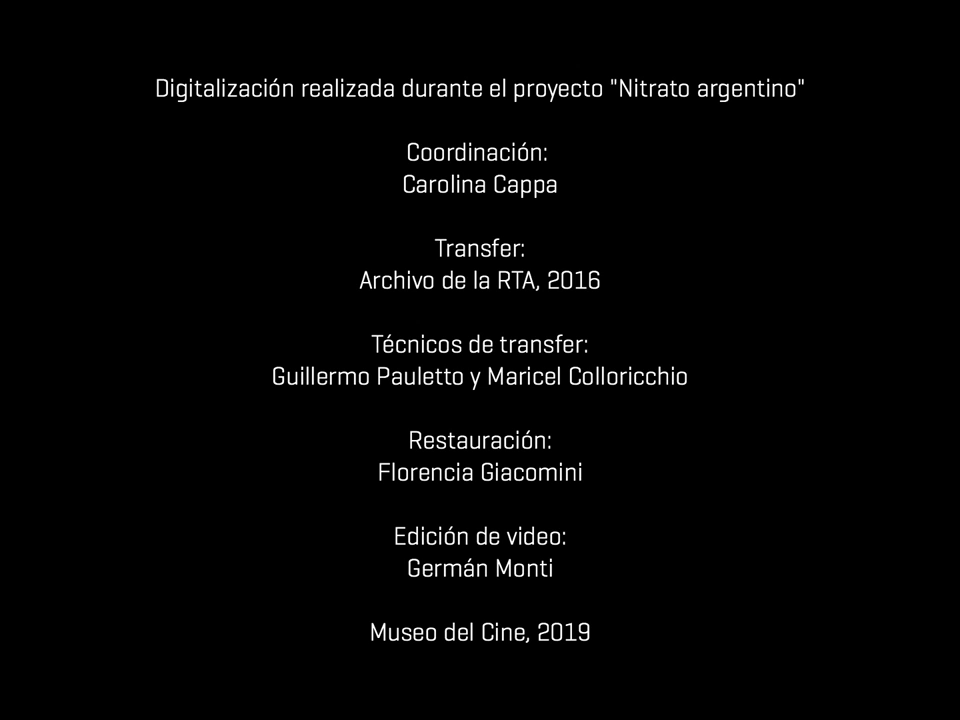 Digitalización realizada durante el proyecto "Nitrato argentino"
Coordinación:
Carolina Cappa
Transfer:
Archivo de la RTA, 2016
Técnicos de transfer:
Guillermo Pauletto y Maricel Colloricchio
Restauración:
Florencia Giacomini
Edición de video:
Germán Monti
Museo del Cine, 2019